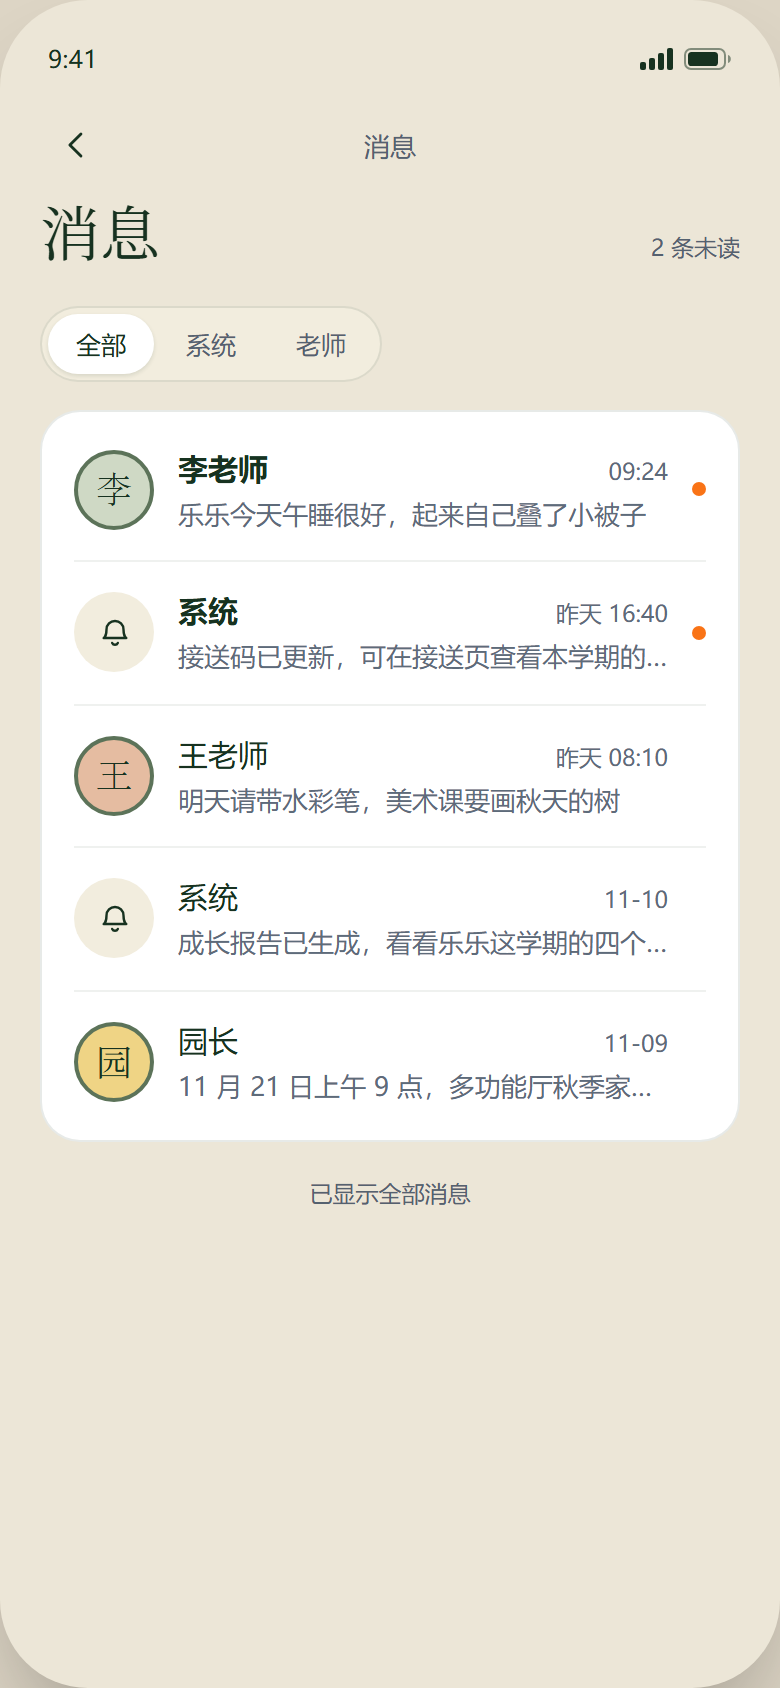 9:41
消息
消息
2 条未读
全部 系统 老师
李 李老师 09:24
乐乐今天午睡很好，起来自己叠了小被子
系统 昨天 16:40
接送码已更新，可在接送页查看本学期的...
王 王老师 昨天 08:10
明天请带水彩笔，美术课要画秋天的树
系统 11-10
成长报告已生成，看看乐乐这学期的四个...
园 园长 11-09
11 月 21 日上午 9 点，多功能厅秋季家...
已显示全部消息